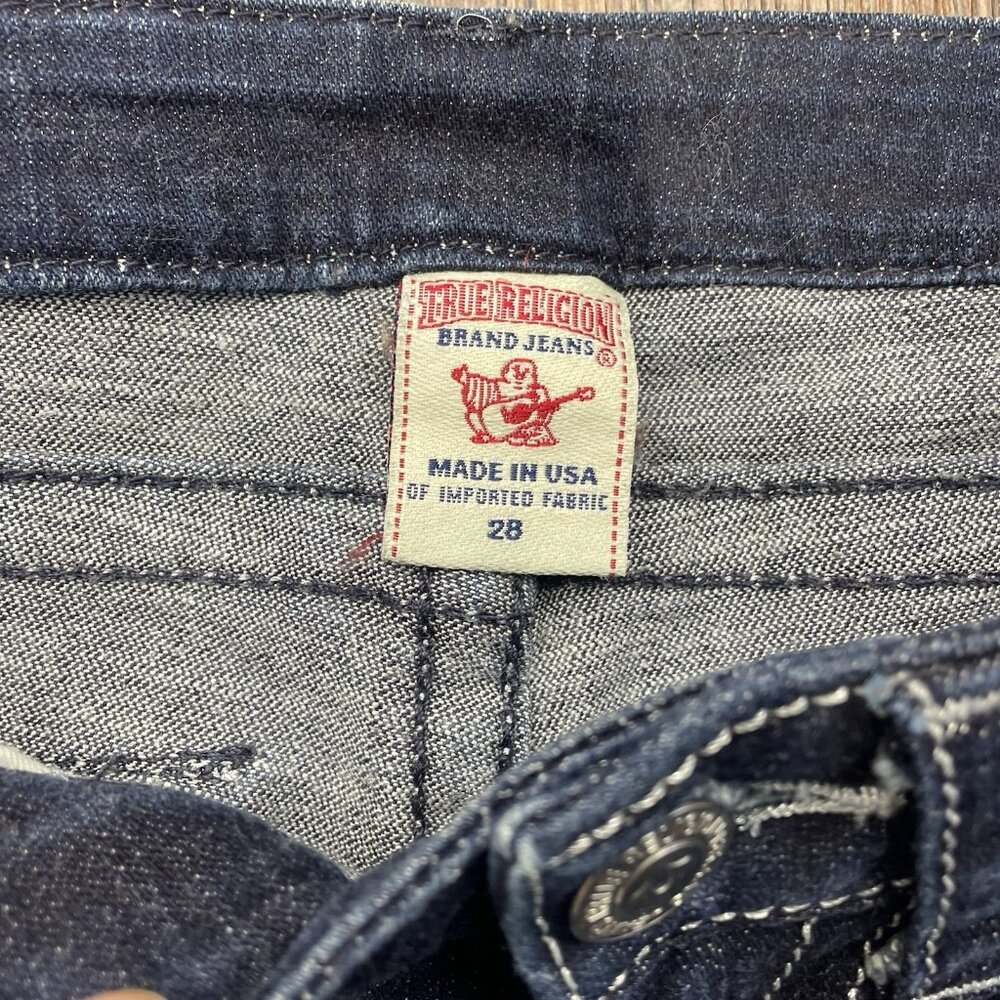 TRUE RELIGION
BRAND JEANS®
MADE IN USA
OF IMPORTED FABRIC
28